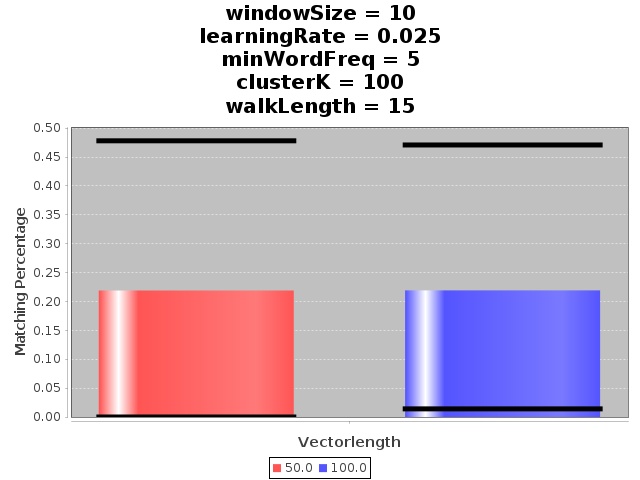 windowSize = 10
learningRate = 0.025
minWordFreq = 5
clusterK = 100
walkLength = 15
0.50
0.45
0.40
0.35
0.30
0.25
0.20
0.15
0.10
0.05
0.00
Matching Percentage
Vectorlength
50.0 100.0